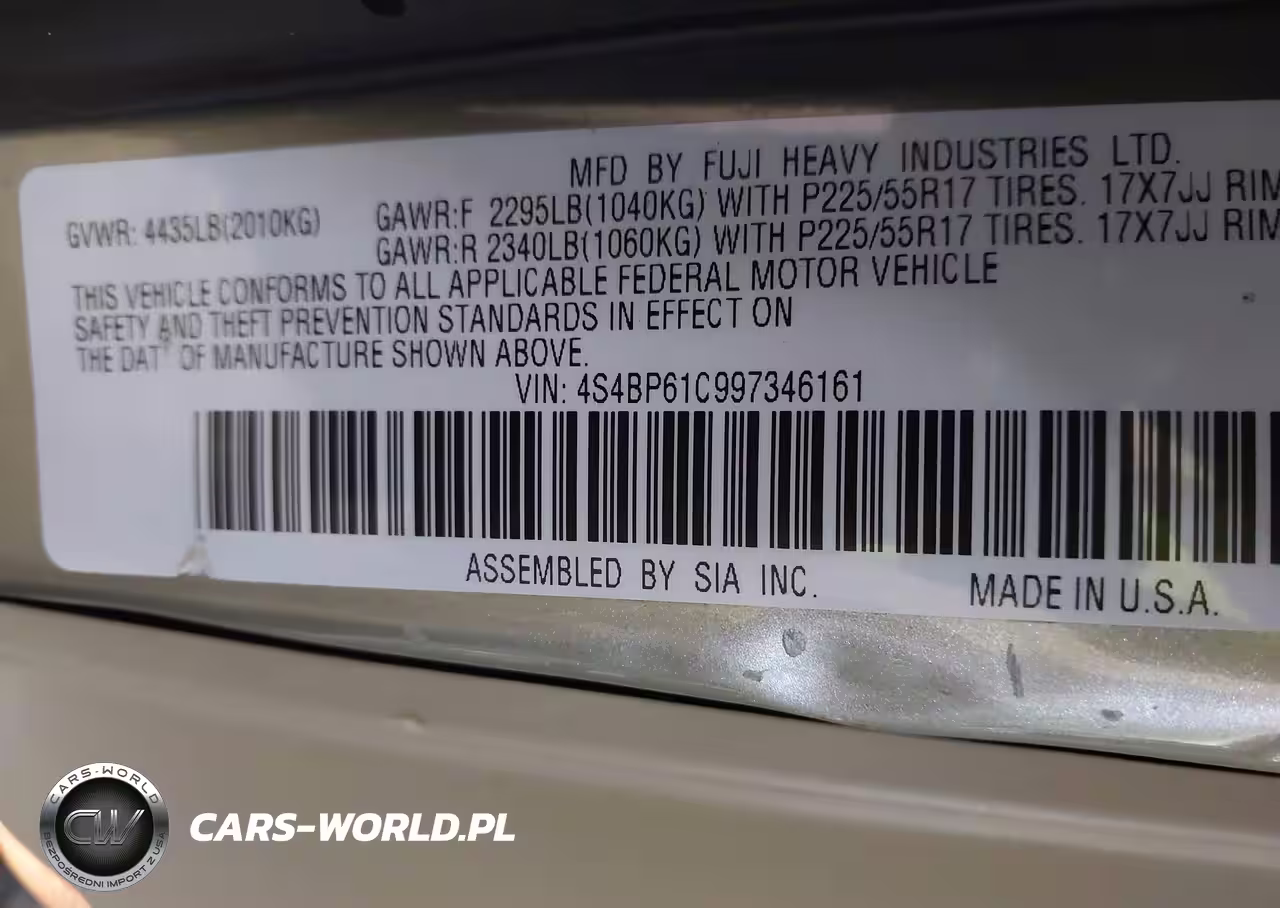 MFD BY FUJI HEAVY INDUSTRIES LTD.
GVWR: 4435LB(2010KG) GAWR:F 2295LB(1040KG) WITH P225/55R17 TIRES. 17X7JJ RIM
GAWR:R 2340LB(1060KG) WITH P225/55R17 TIRES. 17X7JJ RIM
THIS VEHICLE CONFORMS TO ALL APPLICABLE FEDERAL MOTOR VEHICLE
SAFETY AND THEFT PREVENTION STANDARDS IN EFFECT ON
THE DAT OF MANUFACTURE SHOWN ABOVE.
VIN: 4S4BP61C997346161
ASSEMBLED BY SIA INC. MADE IN U.S.A.
CARS-WORLD
CW
BEZPOŚREDNI IMPORT Z USA
CARS-WORLD.PL